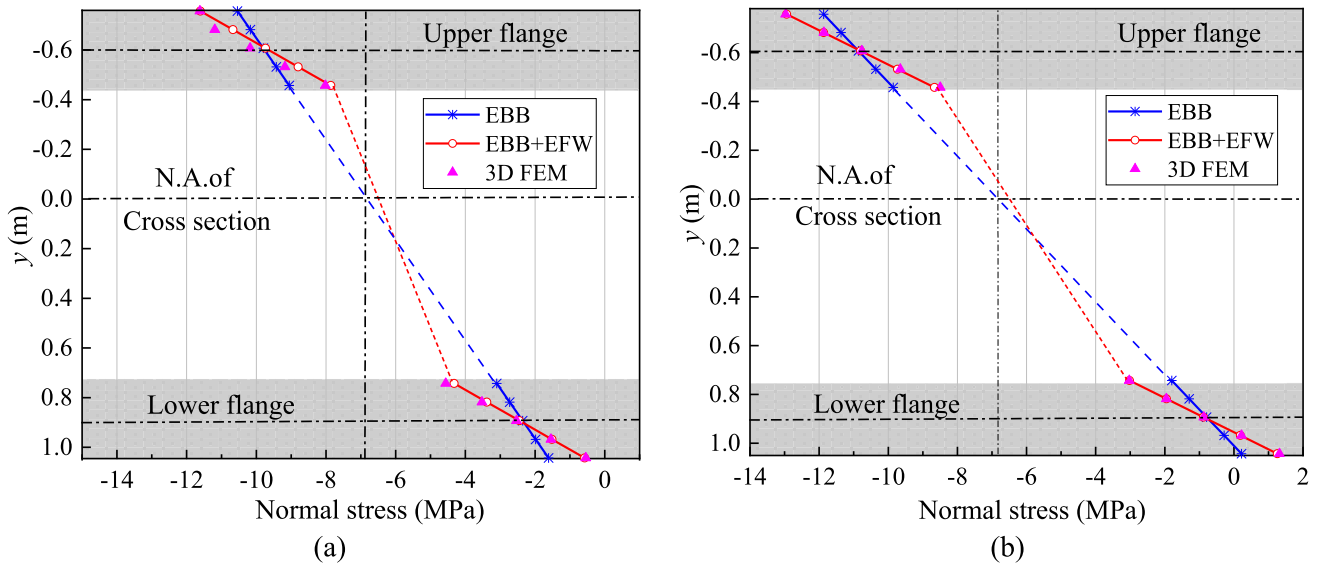 -0.6
-0.4
-0.2
0.0
0.2
0.4
0.6
0.8
1.0
y (m)
Upper flange
EBB
EBB+EFW
3D FEM
N.A.of
Cross section
Lower flange
-14 -12 -10 -8 -6 -4 -2 0
Normal stress (MPa)
(a)
-0.6
-0.4
-0.2
0.0
0.2
0.4
0.6
0.8
1.0
y (m)
Upper flange
EBB
EBB+EFW
3D FEM
N.A.of
Cross section
Lower flange
-14 -12 -10 -8 -6 -4 -2 0 2
Normal stress (MPa)
(b)